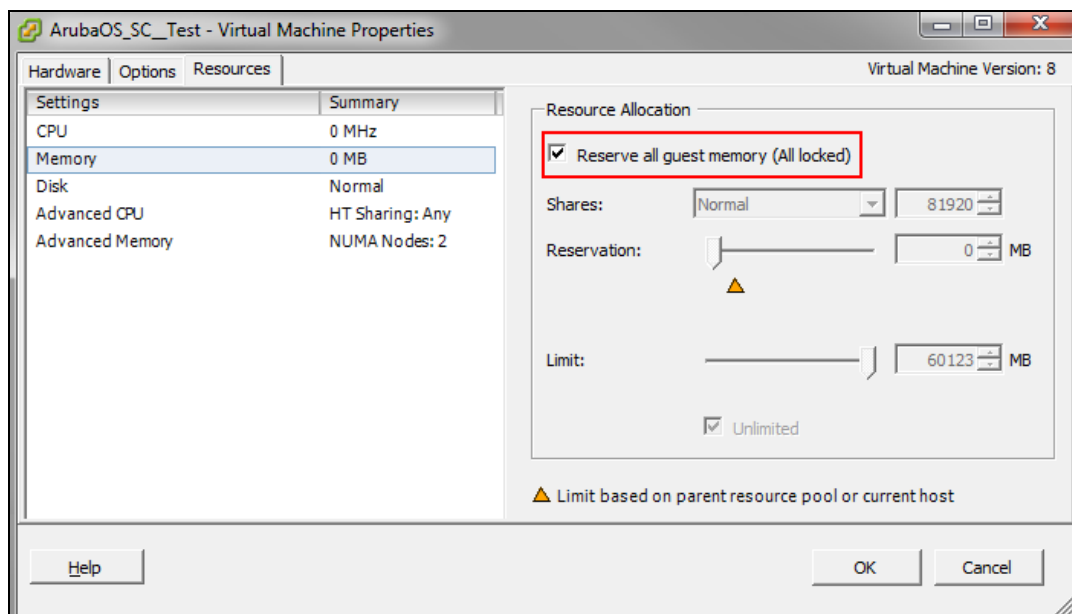 ArubaOS_SC__Test - Virtual Machine Properties
Hardware Options Resources Virtual Machine Version: 8
Settings Summary
CPU 0 MHz
Memory 0 MB
Disk Normal
Advanced CPU HT Sharing: Any
Advanced Memory NUMA Nodes: 2
Resource Allocation
Reserve all guest memory (All locked)
Shares: Normal 81920
Reservation: 0 MB
Limit: 60123 MB
Unlimited
Limit based on parent resource pool or current host
Help OK Cancel